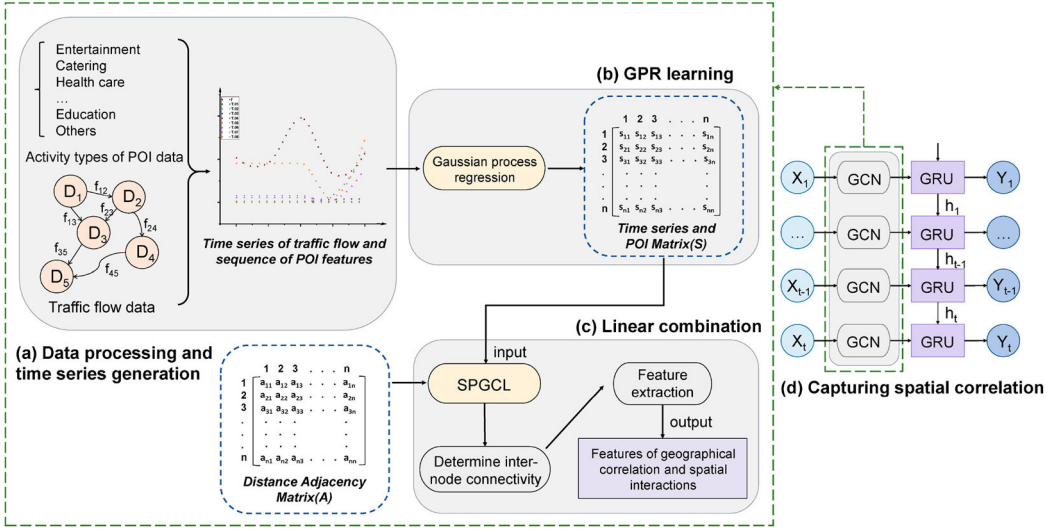 Entertainment
Catering
Health care
...
Education
Others
Activity types of POI data
D1
D2
D3
D4
D5
f12
f13
f23
f24
f35
f45
Traffic flow data
Time series of traffic flow and
sequence of POI features
(a) Data processing and
time series generation
(b) GPR learning
Gaussian process
regression
1 2 3 . . . . n
1 s11 s12 s13 . . . . s1n
2 s21 s22 s23 . . . . s2n
3 s31 s32 s33 . . . . s3n
n sn1 sn2 sn3 . . . . snn
Time series and
POI Matrix(S)
1 2 3 . . . . n
1 a11 a12 a13 . . . . a1n
2 a21 a22 a23 . . . . a2n
3 a31 a32 a33 . . . . a3n
n an1 an2 an3 . . . . ann
Distance Adjacency
Matrix(A)
(c) Linear combination
input
SPGCL
Determine inter-
node connectivity
Feature
extraction
output
Features of geographical
correlation and spatial
interactions
X1 GCN GRU Y1
h1
... GCN GRU ...
ht-1
Xt-1 GCN GRU Yt-1
ht
Xt GCN GRU Yt
(d) Capturing spatial correlation